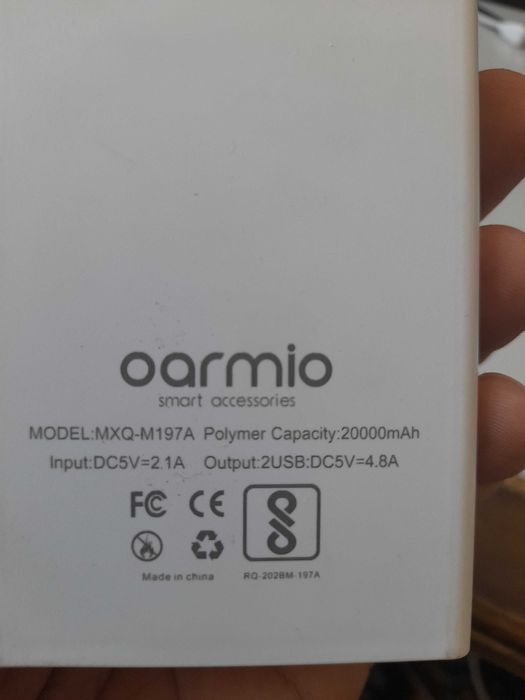 oarmio
smart accessories
MODEL:MXQ-M197A Polymer Capacity:20000mAh
Input:DC5V=2.1A Output:2USB:DC5V=4.8A
FC CE
Made in china RQ-202BM-197A